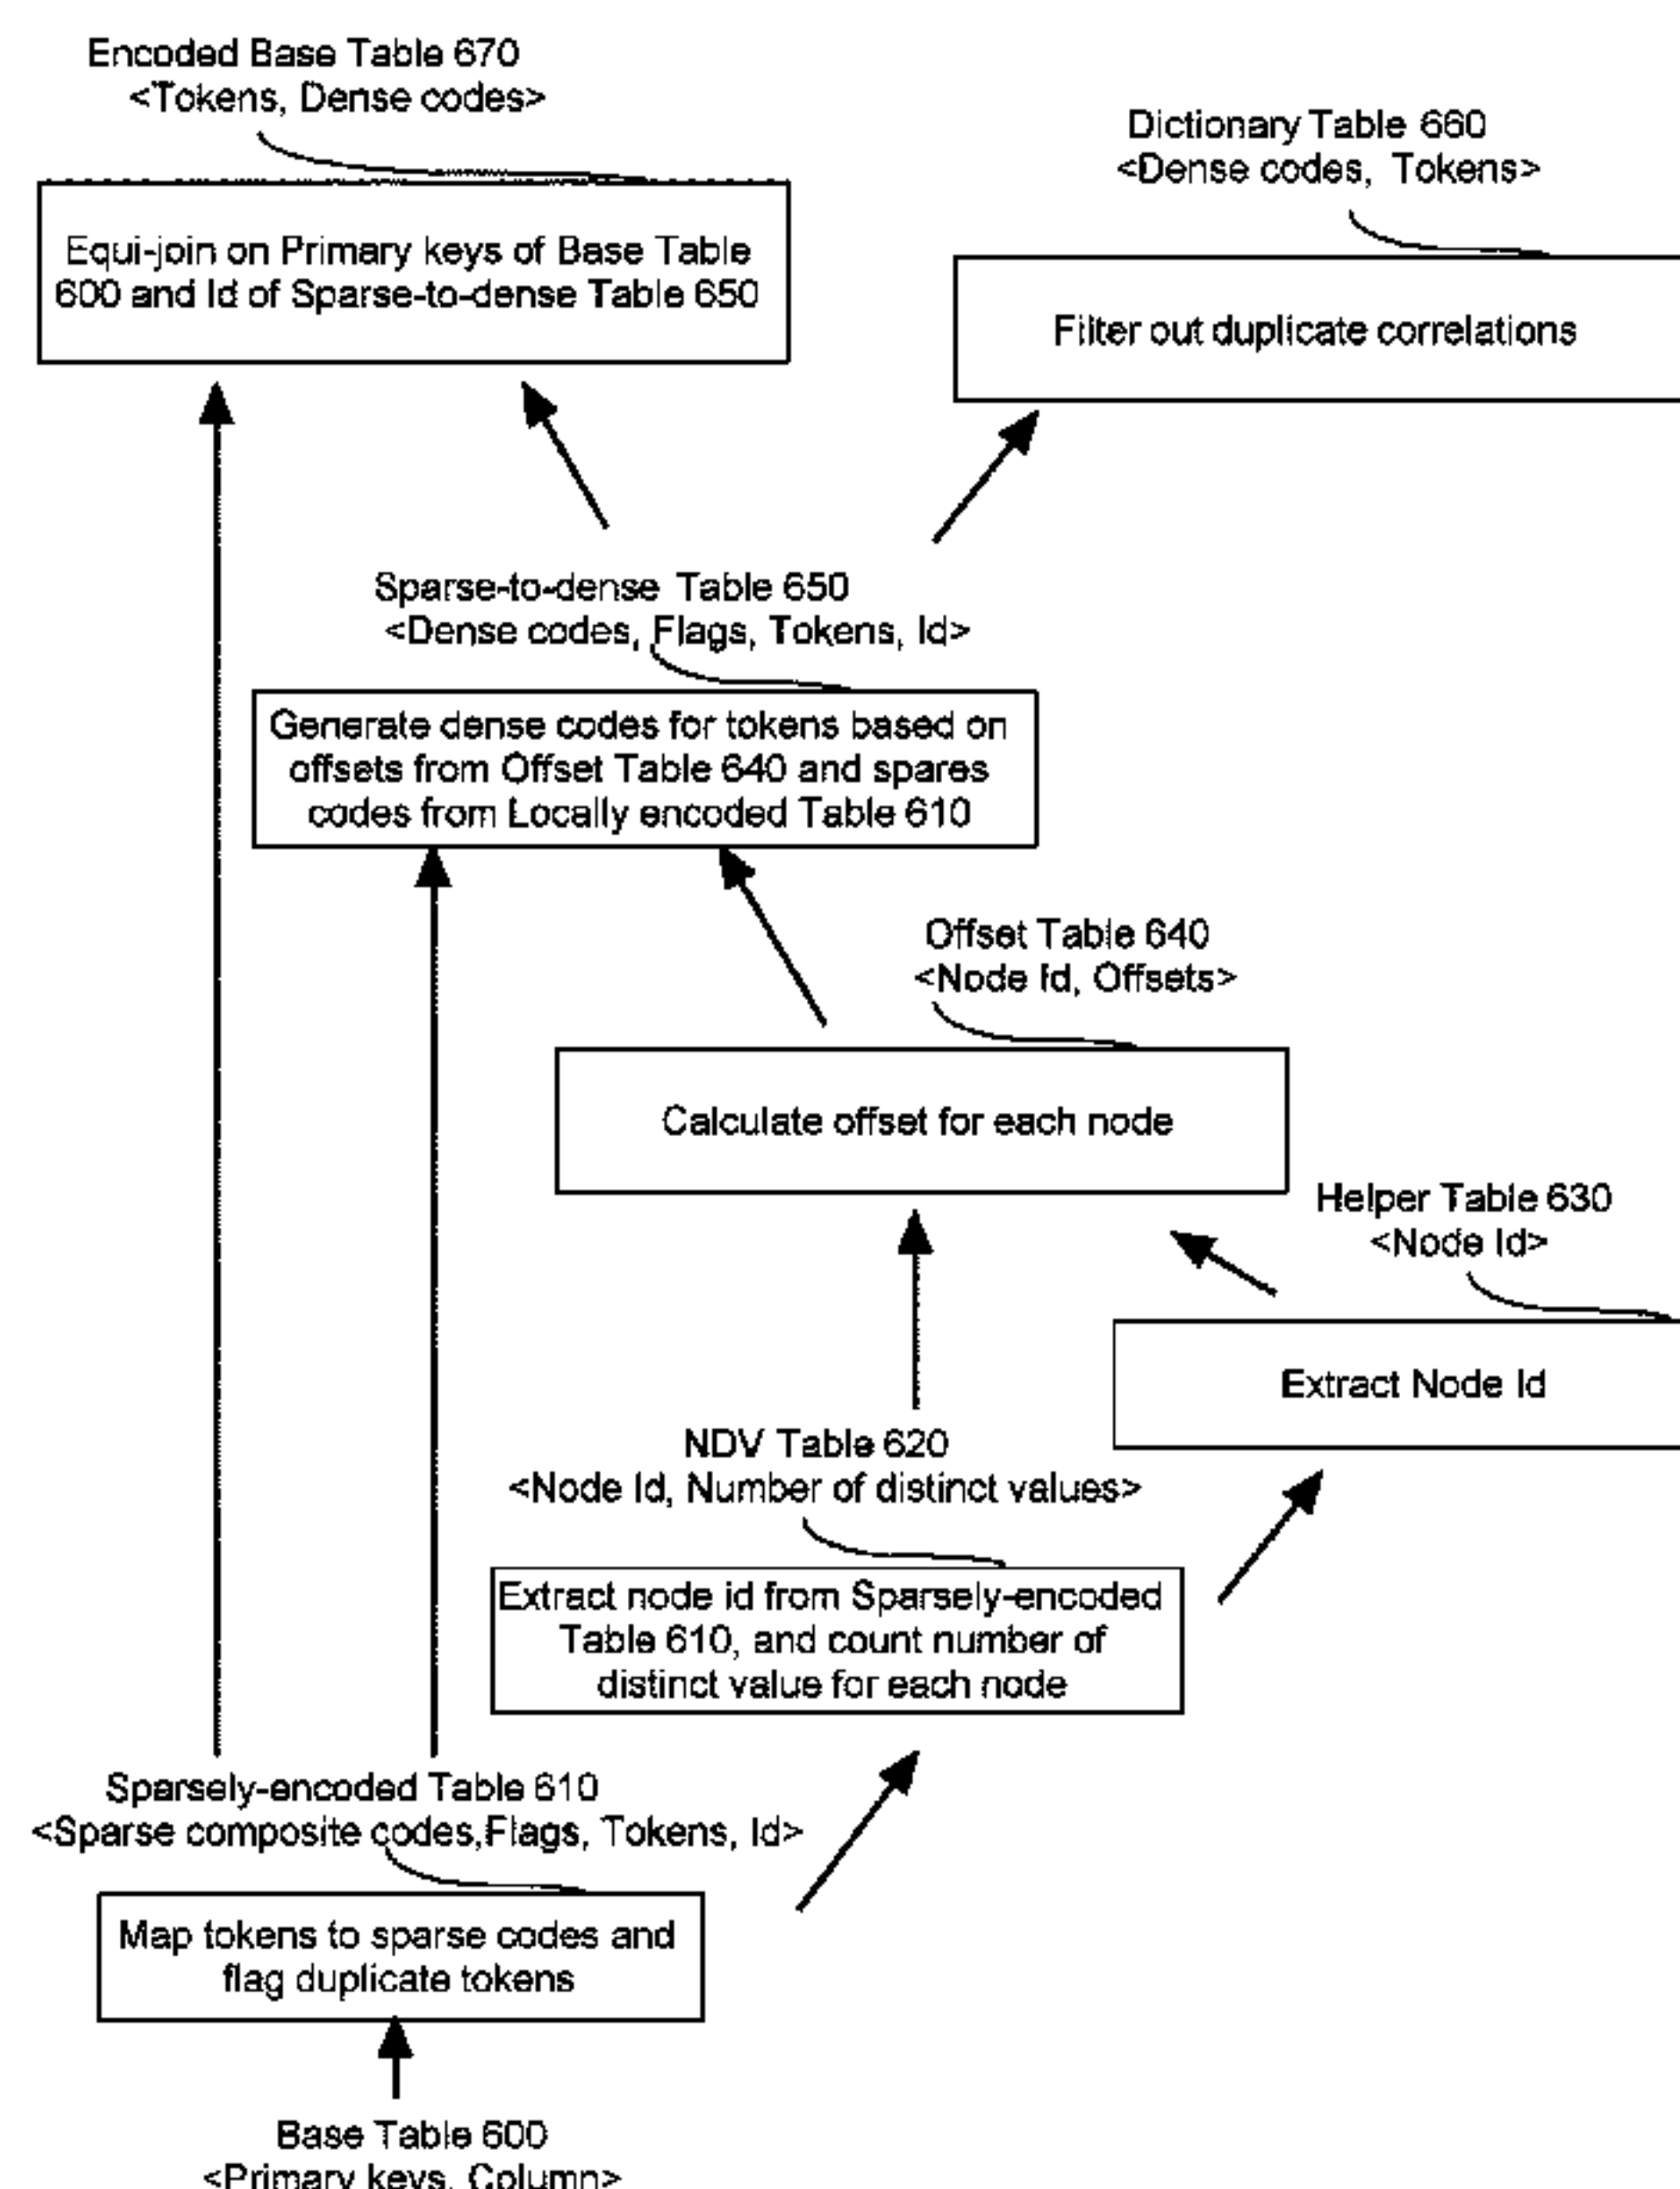 Encoded Base Table 670
<Tokens, Dense codes>
Dictionary Table 660
<Dense codes, Tokens>
Equi-join on Primary keys of Base Table
600 and Id of Sparse-to-dense Table 650
Filter out duplicate correlations
Sparse-to-dense Table 650
<Dense codes, Flags, Tokens, Id>
Generate dense codes for tokens based on
offsets from Offset Table 640 and spares
codes from Locally encoded Table 610
Offset Table 640
<Node Id, Offsets>
Calculate offset for each node
Helper Table 630
<Node Id>
Extract Node Id
NDV Table 620
<Node Id, Number of distinct values>
Extract node id from Sparsely-encoded
Table 610, and count number of
distinct value for each node
Sparsely-encoded Table 610
<Sparse composite codes,Flags, Tokens, Id>
Map tokens to sparse codes and
flag duplicate tokens
Base Table 600
<Primary keys, Column>